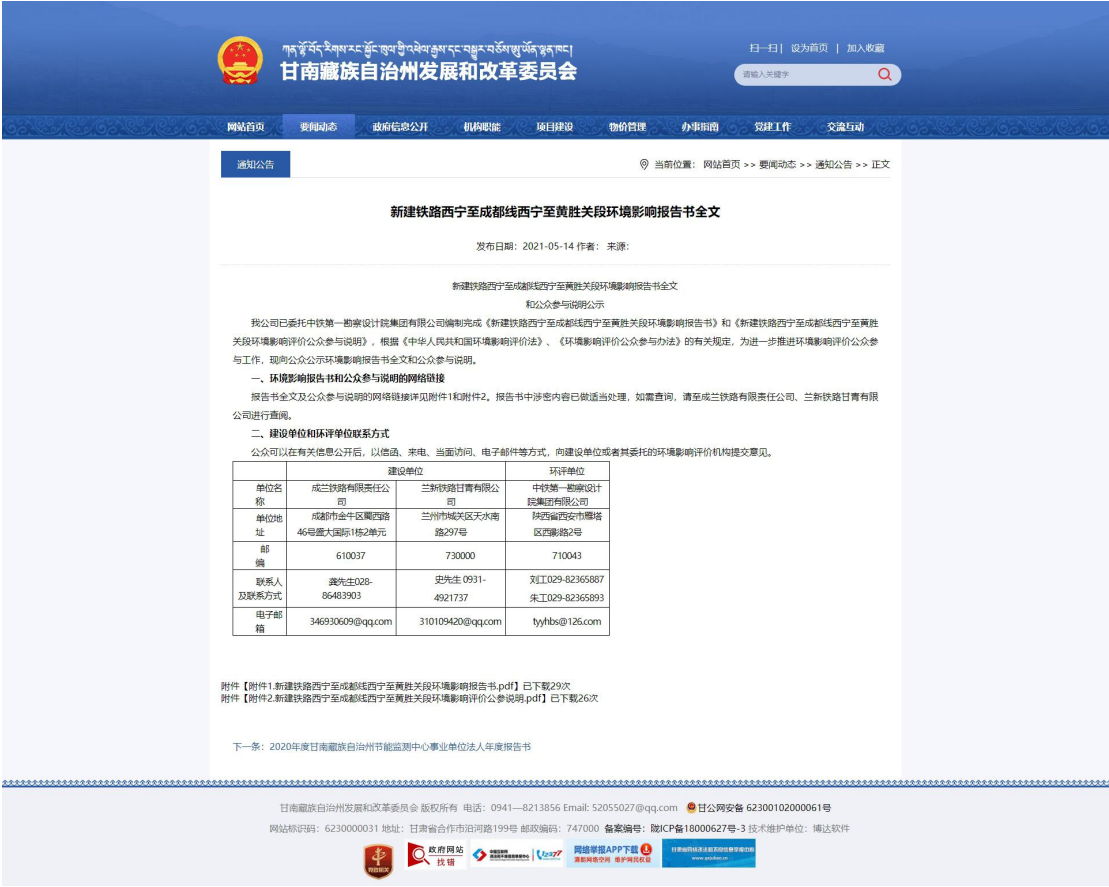 扫一扫 | 设为首页 | 加入收藏
甘南藏族自治州发展和改革委员会
请输入关键字
网站首页 要闻动态 政府信息公开 机构职能 项目建设 物价管理 办事指南 党建工作 交流互动
通知公告
当前位置： 网站首页 >> 要闻动态 >> 通知公告 >> 正文
新建铁路西宁至成都线西宁至黄胜关段环境影响报告书全文
发布日期：2021-05-14 作者： 来源：
新建铁路西宁至成都线西宁至黄胜关段环境影响报告书全文
和公众参与说明公示
我公司已委托中铁第一勘察设计院集团有限公司编制完成《新建铁路西宁至成都线西宁至黄胜关段环境影响报告书》和《新建铁路西宁至成都线西宁至黄胜
关段环境影响评价公众参与说明》，根据《中华人民共和国环境影响评价法》、《环境影响评价公众参与办法》的有关规定，为进一步推进环境影响评价公众参
与工作，现向公众公示环境影响报告书全文和公众参与说明。
一、环境影响报告书和公众参与说明的网络链接
报告书全文及公众参与说明的网络链接详见附件1和附件2。报告书中涉密内容已做适当处理，如需查询，请至成兰铁路有限责任公司、兰新铁路甘青有限
公司进行查阅。
二、建设单位和环评单位联系方式
公众可以在有关信息公开后，以信函、来电、当面访问、电子邮件等方式，向建设单位或者其委托的环境影响评价机构提交意见。
建设单位 环评单位
单位名称 成兰铁路有限责任公司 兰新铁路甘青有限公司 中铁第一勘察设计院集团有限公司
单位地址 成都市金牛区蜀西路46号盛大国际1栋2单元 兰州市城关区天水南路297号 陕西省西安市雁塔区西影路2号
邮编 610037 730000 710043
联系人及联系方式 龚先生028-86483903 史先生 0931-4921737 刘工029-82365887 朱工029-82365893
电子邮箱 346930609@qq.com 310109420@qq.com tyyhbs@126.com
附件【附件1.新建铁路西宁至成都线西宁至黄胜关段环境影响报告书.pdf】已下载29次
附件【附件2.新建铁路西宁至成都线西宁至黄胜关段环境影响评价公参说明.pdf】已下载26次
下一条：2020年度甘南藏族自治州节能监测中心事业单位法人年度报告书
甘南藏族自治州发展和改革委员会 版权所有 电话：0941—8213856 Email: 52055027@qq.com 甘公网安备 62300102000061号
网站标识码：6230000031 地址：甘肃省合作市沿河路199号 邮政编码：747000 备案编号：陇ICP备18000627号-3 技术维护单位：博达软件
党政机关
政府网站
找错
12377
网络举报APP下载
清朗网络空间 维护网民权益